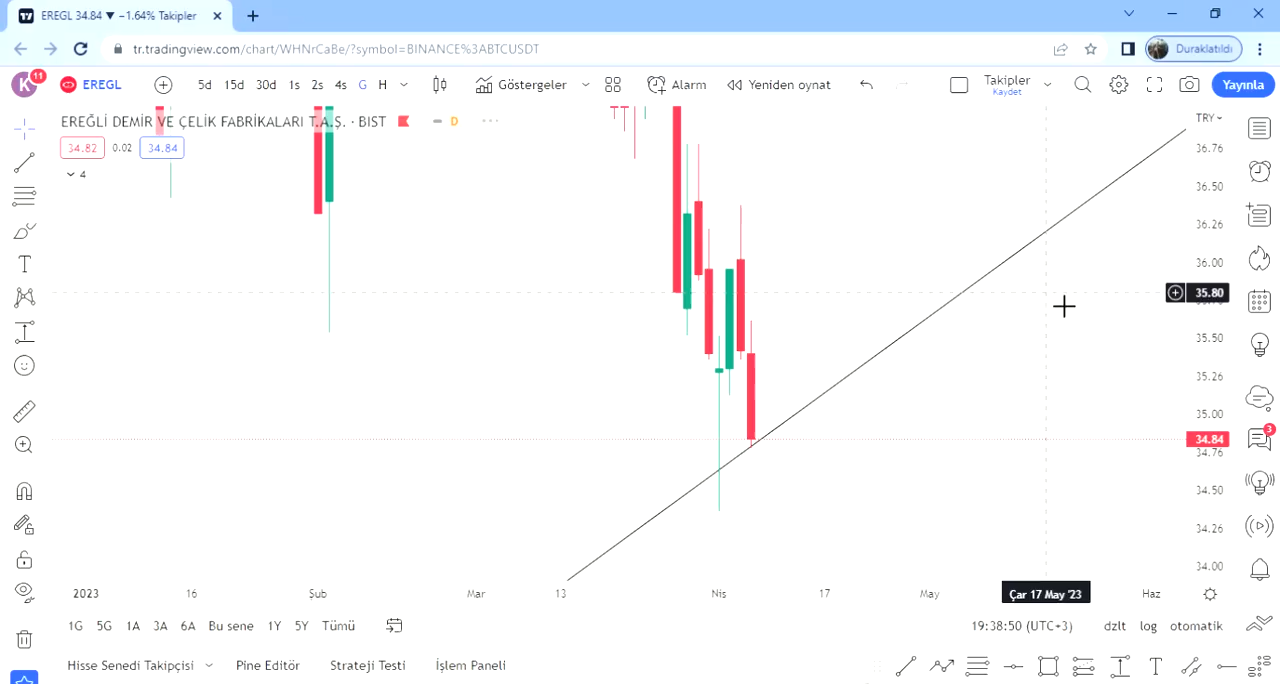 EREGL 34.84 ▼ −1.64% Takipler
tr.tradingview.com/chart/WHNrCaBe/?symbol=BINANCE%3ABTCUSDT
Duraklatıldı
K 11 EREGL 5d 15d 30d 1s 2s 4s G H Göstergeler Alarm Yeniden oynat Takipler Kaydet Yayınla
EREĞLİ DEMİR VE ÇELİK FABRİKALARI T.A.Ş. · BIST D
TRY
34.82 0.02 34.84
4
36.76
36.50
36.26
36.00
35.80
35.50
35.26
35.00
34.84
3
34.76
34.50
34.26
34.00
2023 16 Şub Mar 13 Nis 17 May Çar 17 May '23 Haz
1G 5G 1A 3A 6A Bu sene 1Y 5Y Tümü 19:38:50 (UTC+3) dzlt log otomatik
Hisse Senedi Takipçisi Pine Editör Strateji Testi İşlem Paneli